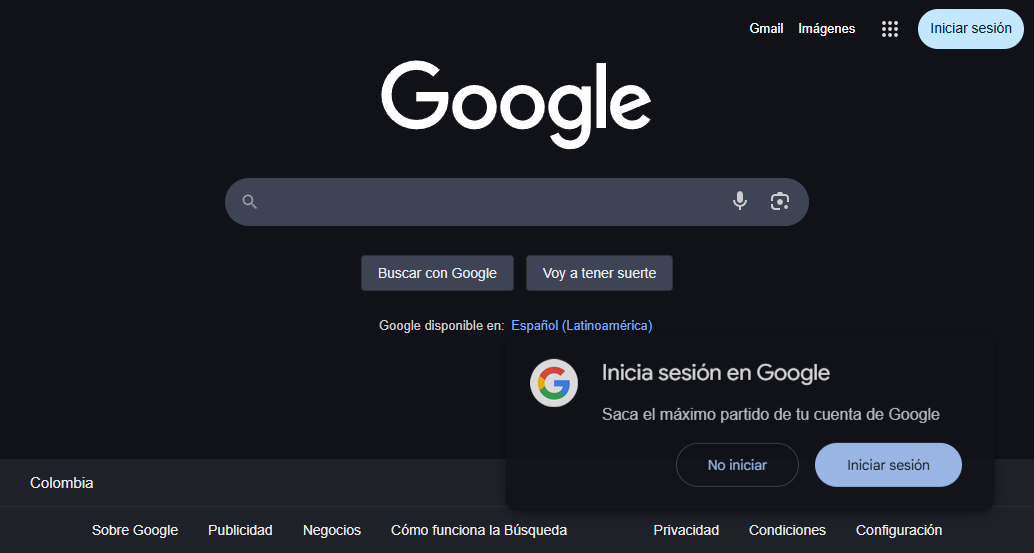 Gmail Imágenes Iniciar sesión
Google
Buscar con Google Voy a tener suerte
Google disponible en: Español (Latinoamérica)
Inicia sesión en Google
Saca el máximo partido de tu cuenta de Google
No iniciar Iniciar sesión
Colombia
Sobre Google Publicidad Negocios Cómo funciona la Búsqueda Privacidad Condiciones Configuración